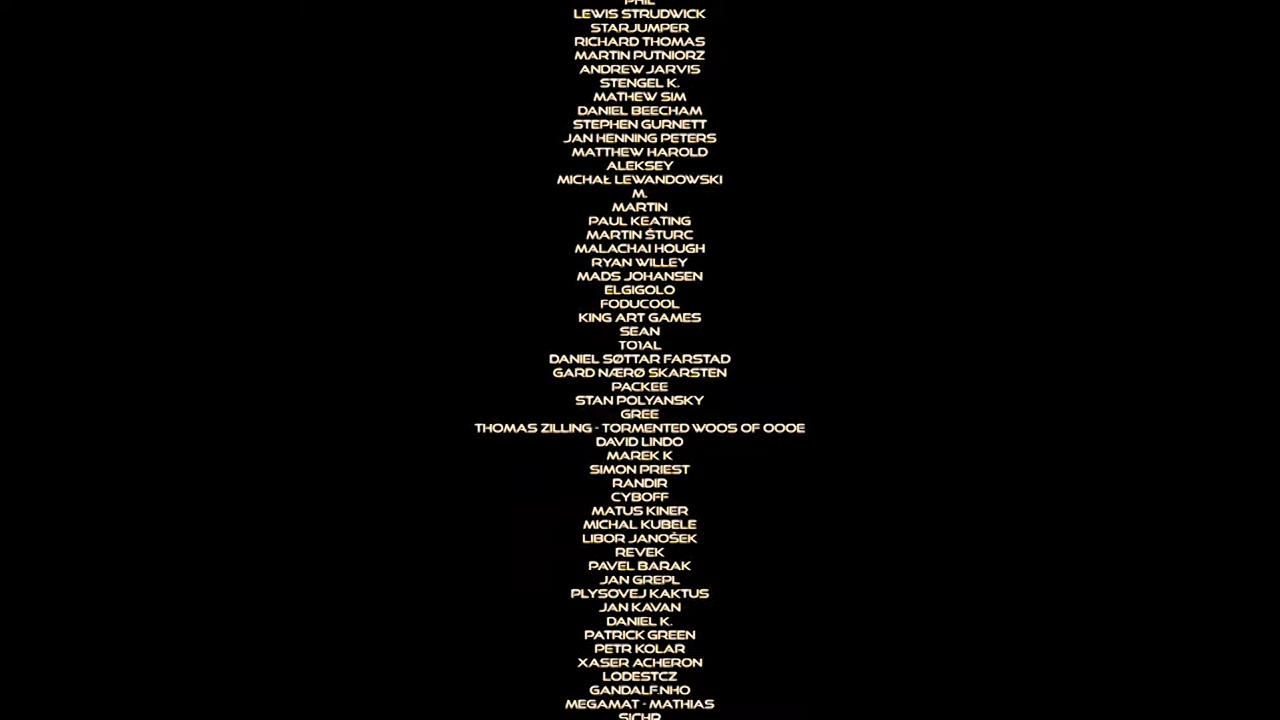 PHIL
LEWIS STRUDWICK
STARJUMPER
RICHARD THOMAS
MARTIN PUTNIORZ
ANDREW JARVIS
STENGEL K.
MATHEW SIM
DANIEL BEECHAM
STEPHEN GURNETT
JAN HENNING PETERS
MATTHEW HAROLD
ALEKSEY
MICHAŁ LEWANDOWSKI
M.
MARTIN
PAUL KEATING
MARTIN ŠTURC
MALACHAI HOUGH
RYAN WILLEY
MADS JOHANSEN
ELGIGOLO
FODUCOOL
KING ART GAMES
SEAN
TO1AL
DANIEL SØTTAR FARSTAD
GARD NÆRØ SKARSTEN
PACKEE
STAN POLYANSKY
GREE
THOMAS ZILLING - TORMENTED WOOS OF OOOE
DAVID LINDO
MAREK K
SIMON PRIEST
RANDIR
CYBOFF
MATUS KINER
MICHAL KUBELE
LIBOR JANOŠEK
REVEK
PAVEL BARAK
JAN GREPL
PLYSOVEJ KAKTUS
JAN KAVAN
DANIEL K.
PATRICK GREEN
PETR KOLAR
XASER ACHERON
LODESTCZ
GANDALF.NHO
MEGAMAT - MATHIAS
SICHR